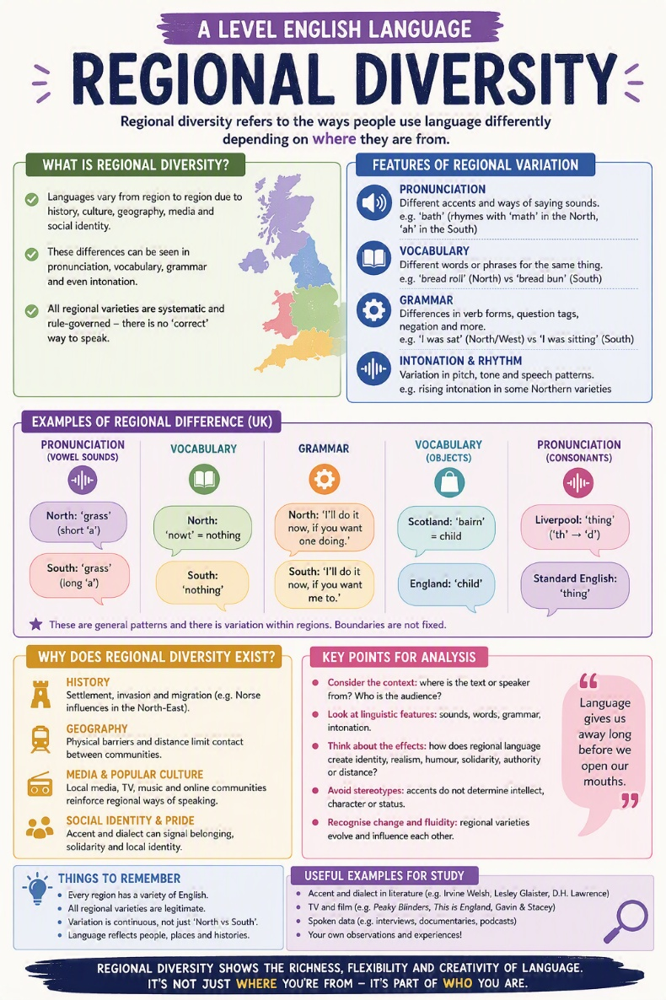 A LEVEL ENGLISH LANGUAGE
REGIONAL DIVERSITY
Regional diversity refers to the ways people use language differently
depending on where they are from.
WHAT IS REGIONAL DIVERSITY?
Languages vary from region to region due to
history, culture, geography, media and
social identity.
These differences can be seen in
pronunciation, vocabulary, grammar
and even intonation.
All regional varieties are systematic and
rule-governed – there is no ‘correct’
way to speak.
FEATURES OF REGIONAL VARIATION
PRONUNCIATION
Different accents and ways of saying sounds.
e.g. ‘bath’ (rhymes with ‘math’ in the North,
‘ah’ in the South)
VOCABULARY
Different words or phrases for the same thing.
e.g. ‘bread roll’ (North) vs ‘bread bun’ (South)
GRAMMAR
Differences in verb forms, question tags,
negation and more.
e.g. ‘I was sat’ (North/West) vs ‘I was sitting’ (South)
INTONATION & RHYTHM
Variation in pitch, tone and speech patterns.
e.g. rising intonation in some Northern varieties
EXAMPLES OF REGIONAL DIFFERENCE (UK)
PRONUNCIATION
(VOWEL SOUNDS)
North: ‘grass’
(short ‘a’)
South: ‘grass’
(long ‘a’)
VOCABULARY
North:
‘nowt’ = nothing
South:
‘nothing’
GRAMMAR
North: ‘I’ll do it
now, if you want
one doing.’
South: ‘I’ll do it
now, if you want
me to.’
VOCABULARY
(OBJECTS)
Scotland: ‘bairn’
= child
England: ‘child’
PRONUNCIATION
(CONSONANTS)
Liverpool: ‘thing’
(‘th’ → ‘d’)
Standard English:
‘thing’
These are general patterns and there is variation within regions. Boundaries are not fixed.
WHY DOES REGIONAL DIVERSITY EXIST?
HISTORY
Settlement, invasion and migration (e.g. Norse
influences in the North-East).
GEOGRAPHY
Physical barriers and distance limit contact
between communities.
MEDIA & POPULAR CULTURE
Local media, TV, music and online communities
reinforce regional ways of speaking.
SOCIAL IDENTITY & PRIDE
Accent and dialect can signal belonging,
solidarity and local identity.
KEY POINTS FOR ANALYSIS
Consider the context: where is the text or speaker
from? Who is the audience?
Look at linguistic features: sounds, words, grammar,
intonation.
Think about the effects: how does regional language
create identity, realism, humour, solidarity, authority
or distance?
Avoid stereotypes: accents do not determine intellect,
character or status.
Recognise change and fluidity: regional varieties
evolve and influence each other.
“
Language
gives us
away long
before we
open our
mouths.
”
THINGS TO REMEMBER
• Every region has a variety of English.
• All regional varieties are legitimate.
• Variation is continuous, not just ‘North vs South’.
• Language reflects people, places and histories.
USEFUL EXAMPLES FOR STUDY
• Accent and dialect in literature (e.g. Irvine Welsh, Lesley Glaister, D.H. Lawrence)
• TV and film (e.g. Peaky Blinders, This is England, Gavin & Stacey)
• Spoken data (e.g. interviews, documentaries, podcasts)
• Your own observations and experiences!
REGIONAL DIVERSITY SHOWS THE RICHNESS, FLEXIBILITY AND CREATIVITY OF LANGUAGE.
IT’S NOT JUST WHERE YOU’RE FROM – IT’S PART OF WHO YOU ARE.